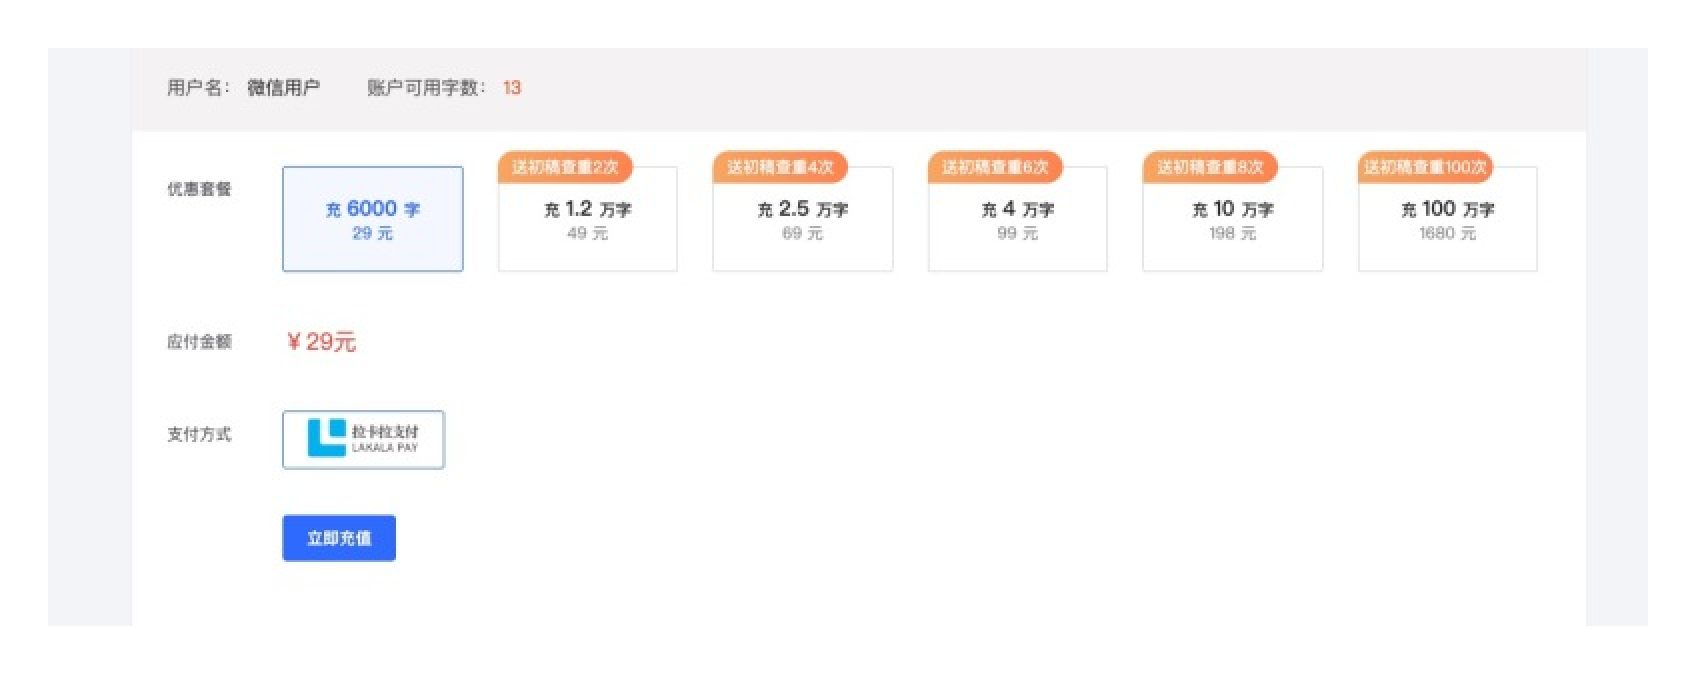 用户名： 微信用户 账户可用字数： 13
优惠套餐
充 6000 字
29 元
送初稿查重2次
充 1.2 万字
49 元
送初稿查重4次
充 2.5 万字
69 元
送初稿查重6次
充 4 万字
99 元
送初稿查重8次
充 10 万字
198 元
送初稿查重100次
充 100 万字
1680 元
应付金额 ¥ 29元
支付方式
拉卡拉支付
LAKALA PAY
立即充值